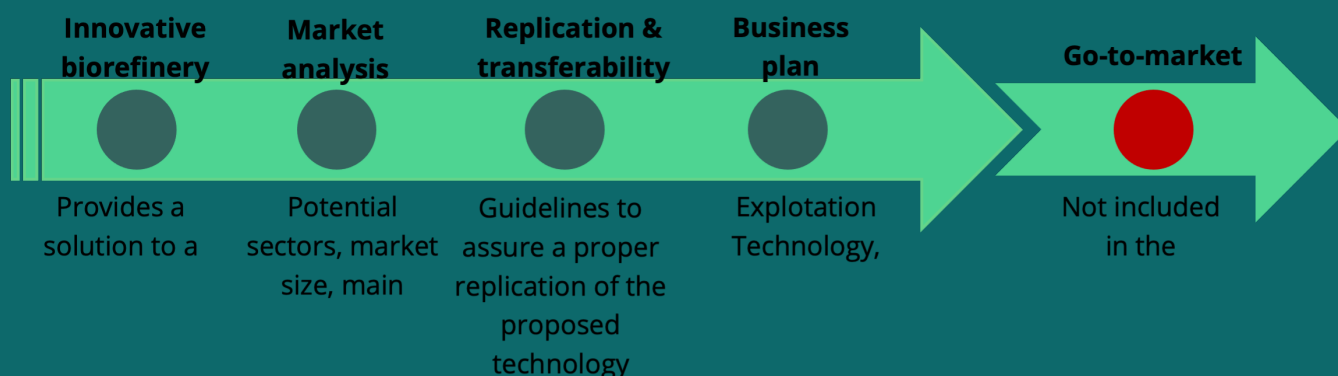 Innovative
biorefinery
Market
analysis
Replication &
transferability
Business
plan
Go-to-market
Provides a
solution to a
Potential
sectors, market
size, main
Guidelines to
assure a proper
replication of the
proposed
technology
Explotation
Technology,
Not included
in the